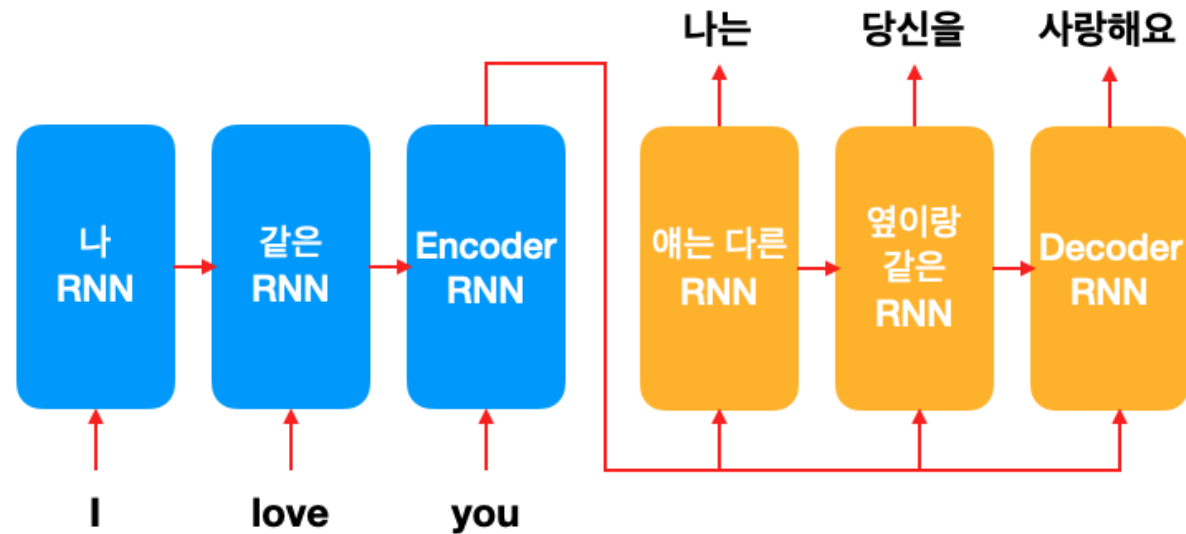 나는
당신을
사랑해요
나
RNN
같은
RNN
Encoder
RNN
얘는 다른
RNN
옆이랑
같은
RNN
Decoder
RNN
I
love
you